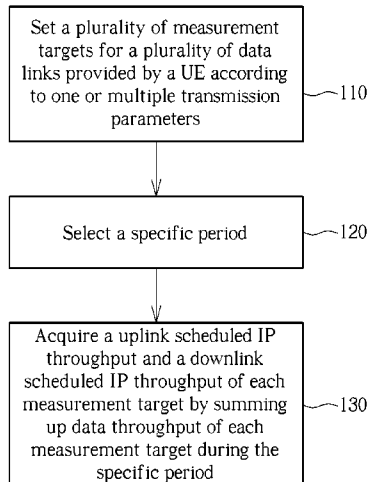 Set a plurality of measurement
targets for a plurality of data
links provided by a UE according
to one or multiple transmission
parameters
110
Select a specific period
120
Acquire a uplink scheduled IP
throughput and a downlink
scheduled IP throughput of each
measurement target by summing
up data throughput of each
measurement target during the
specific period
130